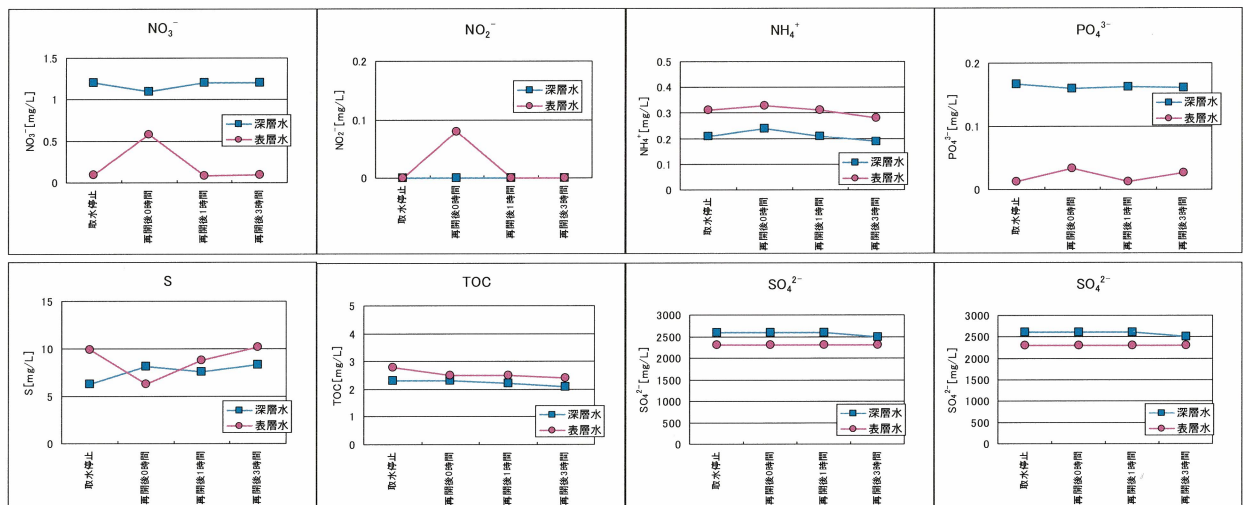 NO₃⁻
1.5
1
0.5
0
NO₃⁻[mg/L]
深層水
表層水
取水停止
再開後0時間
再開後1時間
再開後3時間
NO₂⁻
0.2
0.1
0
NO₂⁻[mg/L]
深層水
表層水
取水停止
再開後0時間
再開後1時間
再開後3時間
NH₄⁺
0.5
0.4
0.3
0.2
0.1
0
NH₄⁺[mg/L]
深層水
表層水
取水停止
再開後0時間
再開後1時間
再開後3時間
PO₄³⁻
0.2
0.1
0
PO₄³⁻[mg/L]
深層水
表層水
取水停止
再開後0時間
再開後1時間
再開後3時間
S
15
10
5
0
S[mg/L]
深層水
表層水
取水停止
再開後0時間
再開後1時間
再開後3時間
TOC
5
4
3
2
1
0
TOC[mg/L]
深層水
表層水
取水停止
再開後0時間
再開後1時間
再開後3時間
SO₄²⁻
3000
2500
2000
1500
1000
500
0
SO₄²⁻[mg/L]
深層水
表層水
取水停止
再開後0時間
再開後1時間
再開後3時間
SO₄²⁻
3000
2500
2000
1500
1000
500
0
SO₄²⁻[mg/L]
深層水
表層水
取水停止
再開後0時間
再開後1時間
再開後3時間